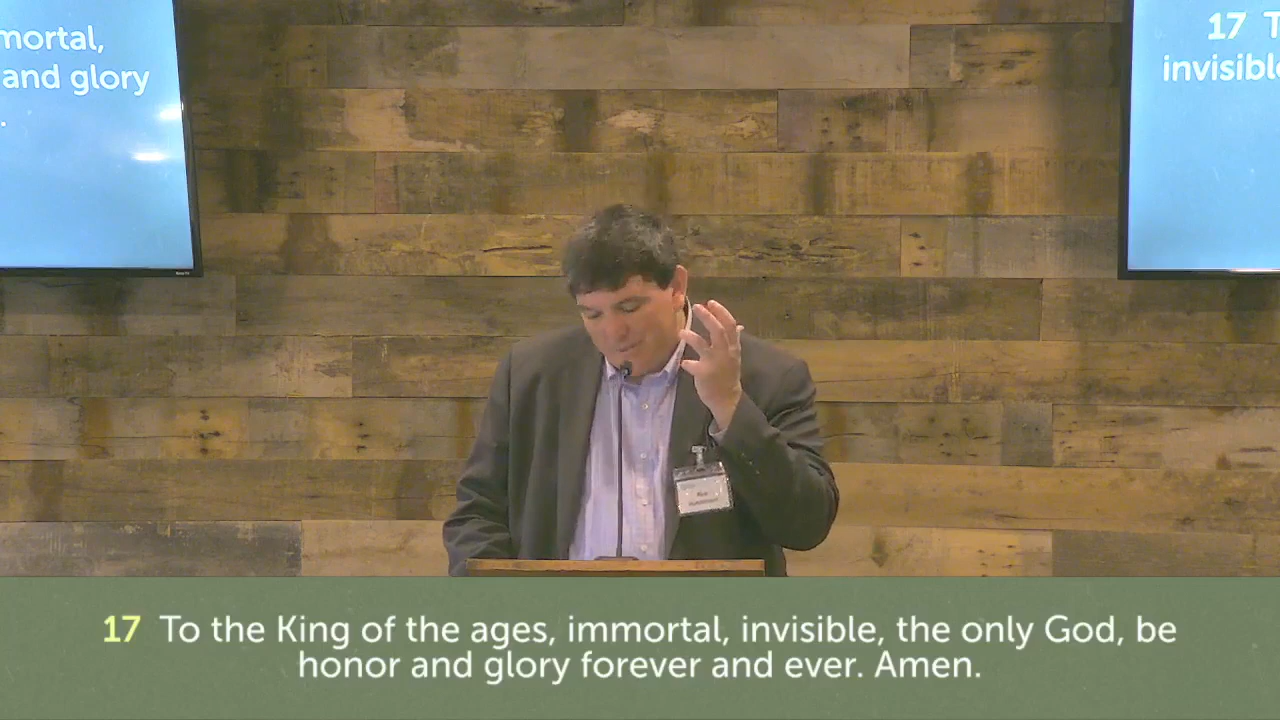 mortal,
and glory
.
17 T
invisible
17 To the King of the ages, immortal, invisible, the only God, be
honor and glory forever and ever. Amen.